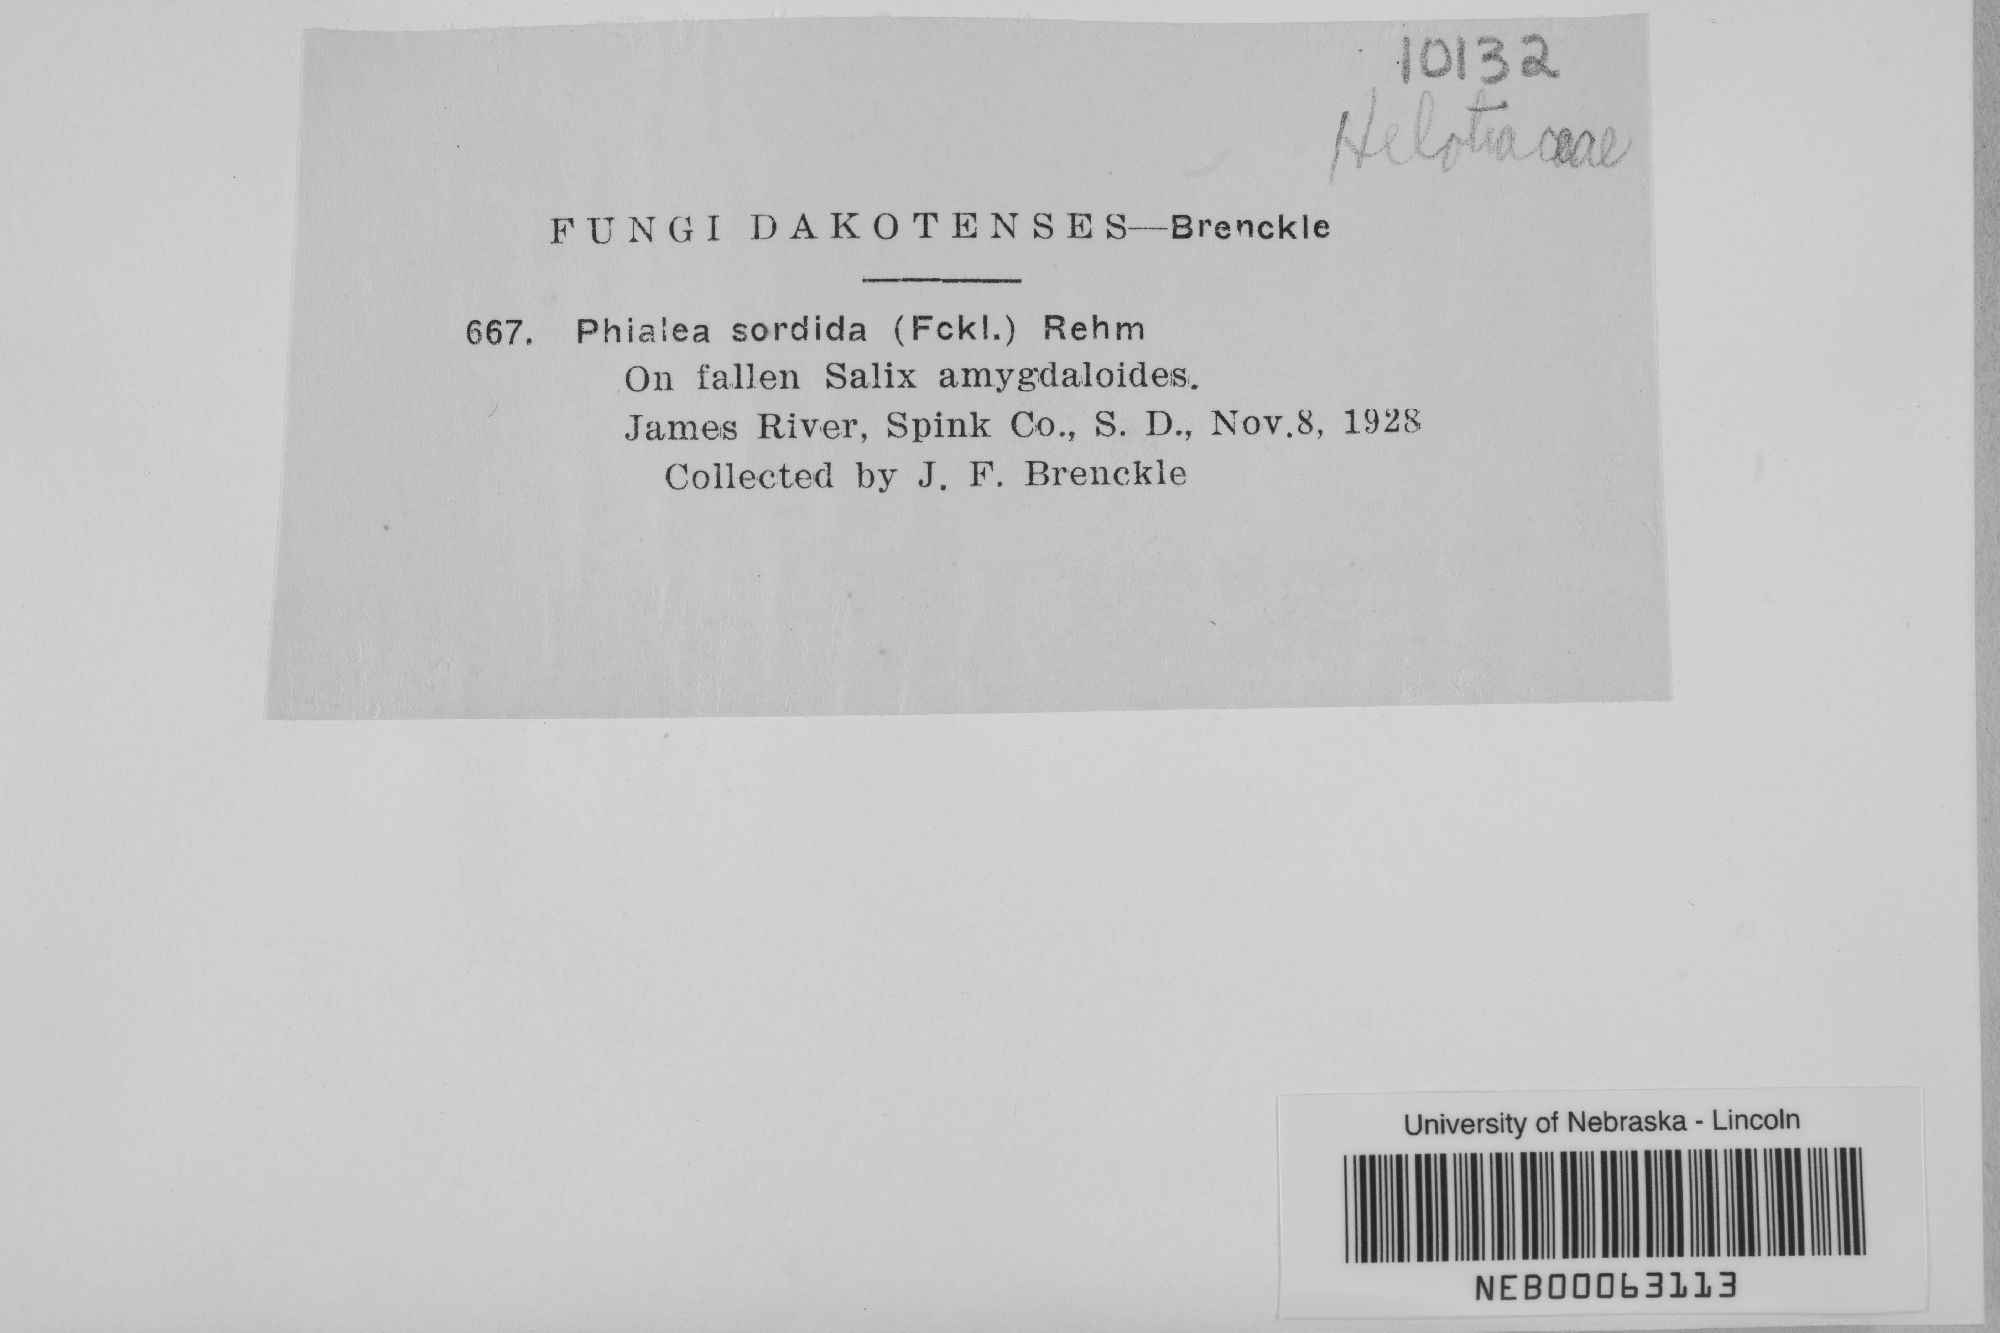 10132
Helotiaceae
FUNGI DAKOTENSES—Brenckle
667. Phialea sordida (Fckl.) Rehm
On fallen Salix amygdaloides.
James River, Spink Co., S. D., Nov.8, 1928
Collected by J. F. Brenckle
University of Nebraska - Lincoln
NEB00063113